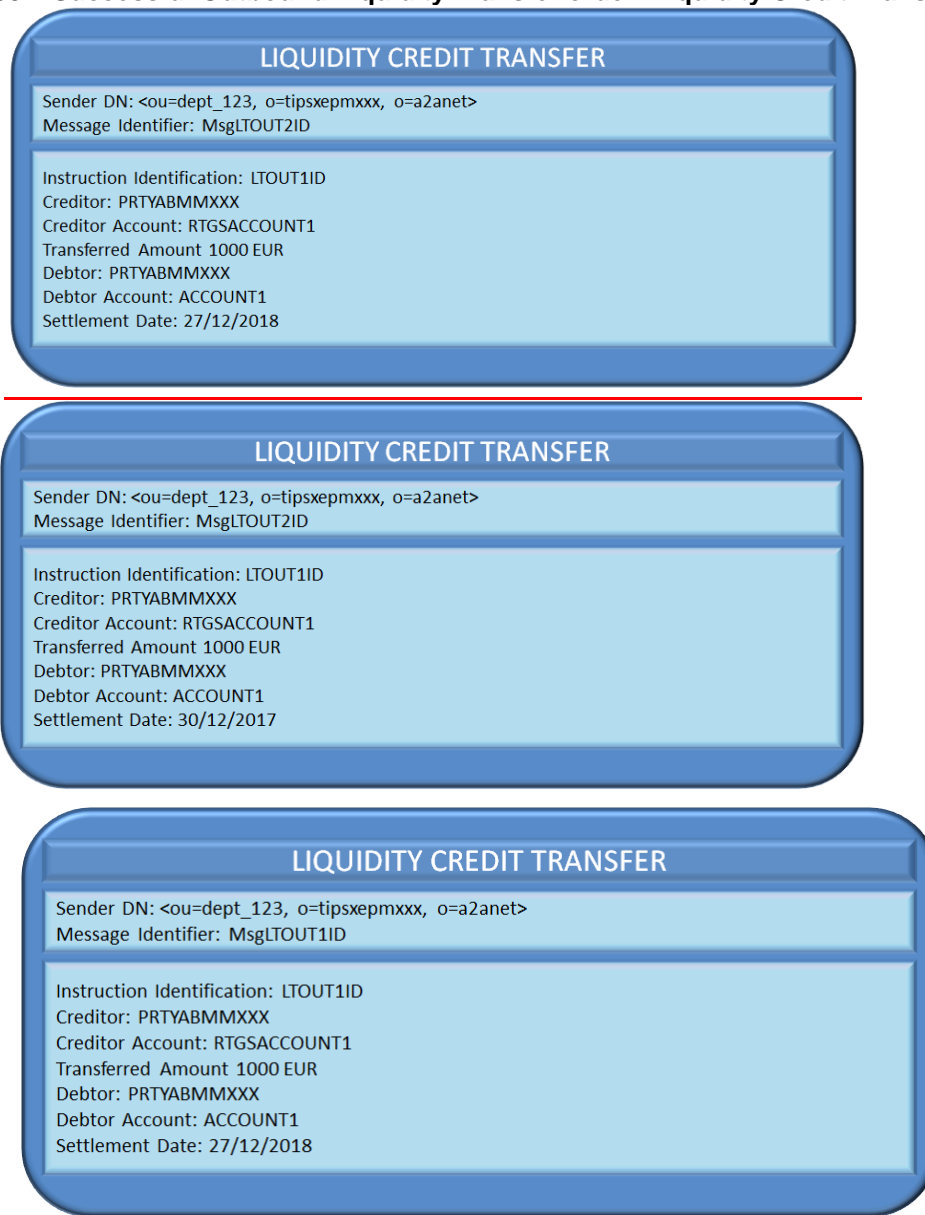 LIQUIDITY CREDIT TRANSFER
Sender DN: <ou=dept_123, o=tipsxepmxxx, o=a2anet>
Message Identifier: MsgLTOUT2ID
Instruction Identification: LTOUT1ID
Creditor: PRTYABMMXXX
Creditor Account: RTGSACCOUNT1
Transferred Amount 1000 EUR
Debtor: PRTYABMMXXX
Debtor Account: ACCOUNT1
Settlement Date: 27/12/2018
LIQUIDITY CREDIT TRANSFER
Sender DN: <ou=dept_123, o=tipsxepmxxx, o=a2anet>
Message Identifier: MsgLTOUT2ID
Instruction Identification: LTOUT1ID
Creditor: PRTYABMMXXX
Creditor Account: RTGSACCOUNT1
Transferred Amount 1000 EUR
Debtor: PRTYABMMXXX
Debtor Account: ACCOUNT1
Settlement Date: 30/12/2017
LIQUIDITY CREDIT TRANSFER
Sender DN: <ou=dept_123, o=tipsxepmxxx, o=a2anet>
Message Identifier: MsgLTOUT1ID
Instruction Identification: LTOUT1ID
Creditor: PRTYABMMXXX
Creditor Account: RTGSACCOUNT1
Transferred Amount 1000 EUR
Debtor: PRTYABMMXXX
Debtor Account: ACCOUNT1
Settlement Date: 27/12/2018